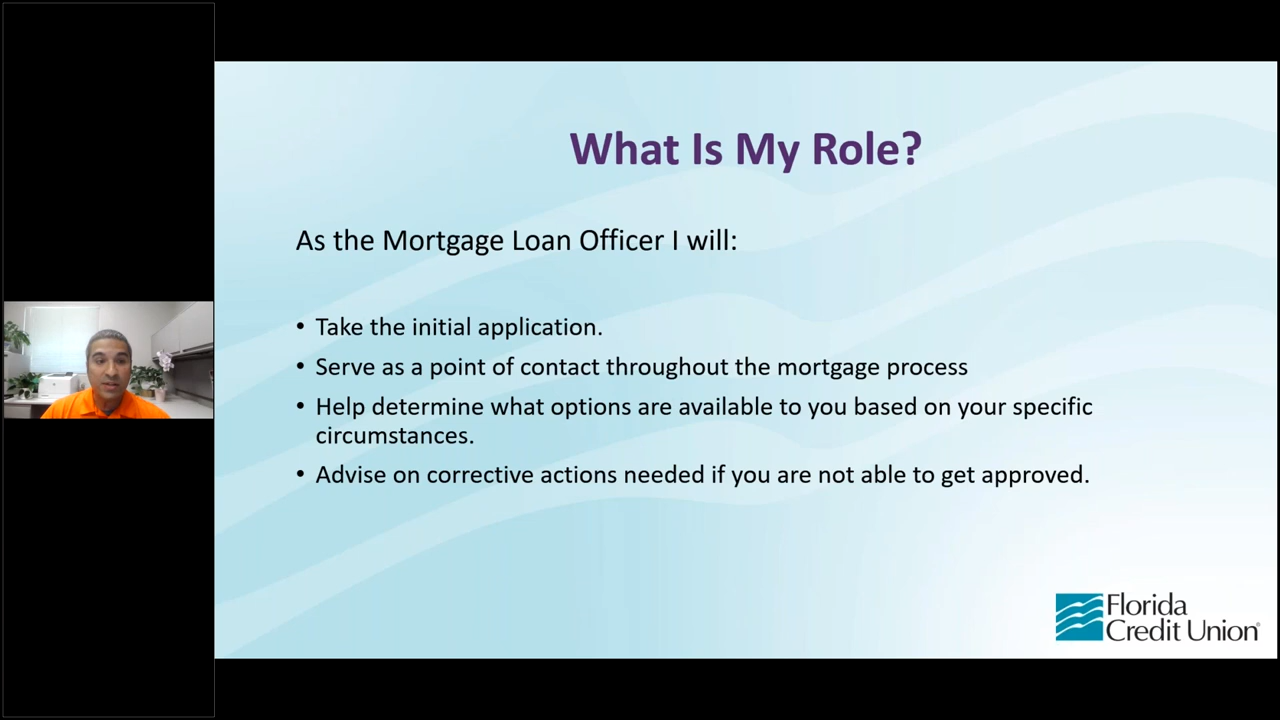 What Is My Role?
As the Mortgage Loan Officer I will:
• Take the initial application.
• Serve as a point of contact throughout the mortgage process
• Help determine what options are available to you based on your specific
circumstances.
• Advise on corrective actions needed if you are not able to get approved.
Florida
Credit Union®